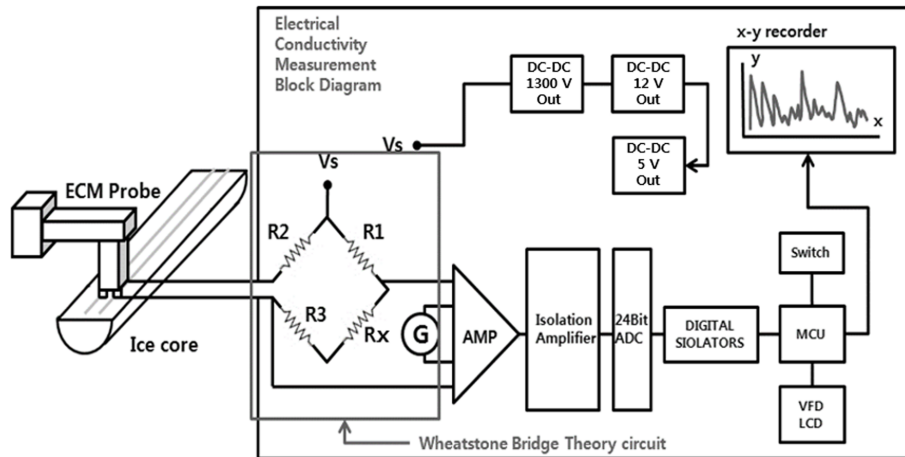 Electrical
Conductivity
Measurement
Block Diagram
x-y recorder
y
x
DC-DC
1300 V
Out
DC-DC
12 V
Out
DC-DC
5 V
Out
Vs
Vs
ECM Probe
Ice core
R2
R1
R3
Rx
G
AMP
Isolation
Amplifier
24Bit
ADC
DIGITAL
SIOLATORS
Switch
MCU
VFD
LCD
Wheatstone Bridge Theory circuit